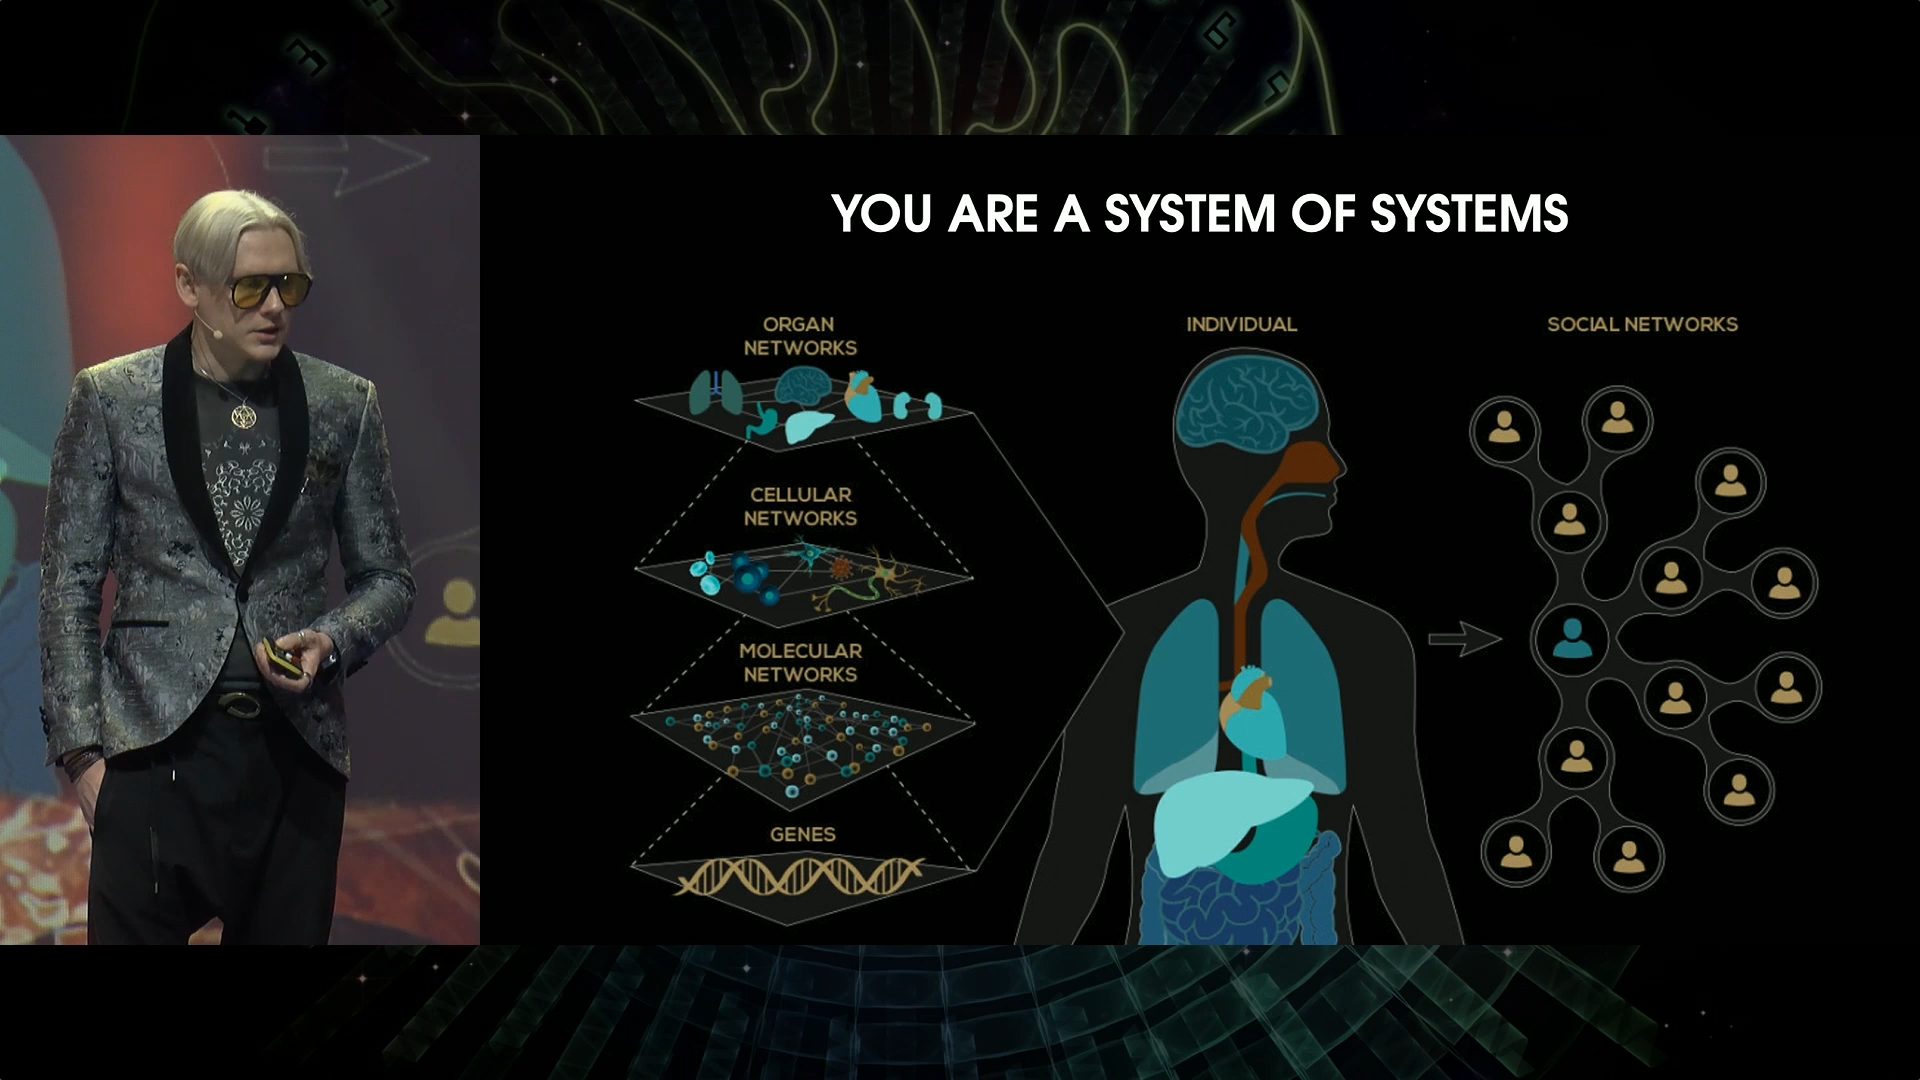 YOU ARE A SYSTEM OF SYSTEMS
ORGAN
NETWORKS
INDIVIDUAL
SOCIAL NETWORKS
CELLULAR
NETWORKS
MOLECULAR
NETWORKS
GENES